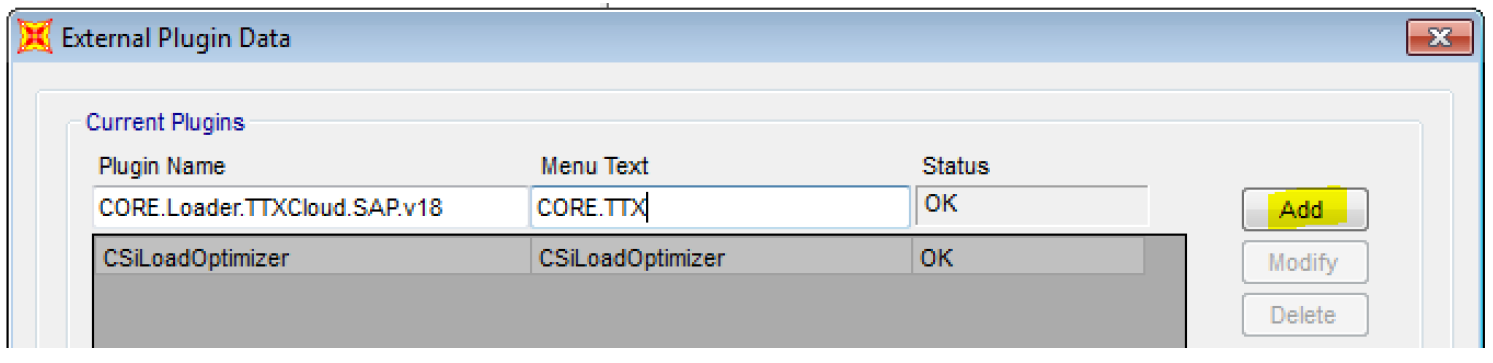 External Plugin Data
Current Plugins
Plugin Name Menu Text Status
CORE.Loader.TTXCloud.SAP.v18 CORE.TTX OK Add
CSiLoadOptimizer CSiLoadOptimizer OK Modify
Delete